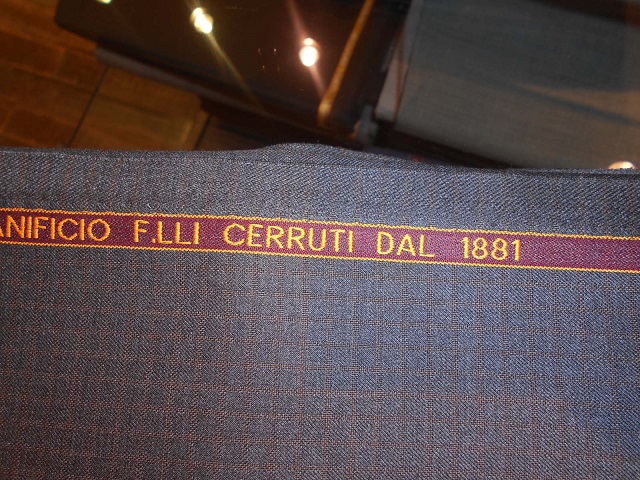 ANIFICIO F.LLI CERRUTI DAL 1881